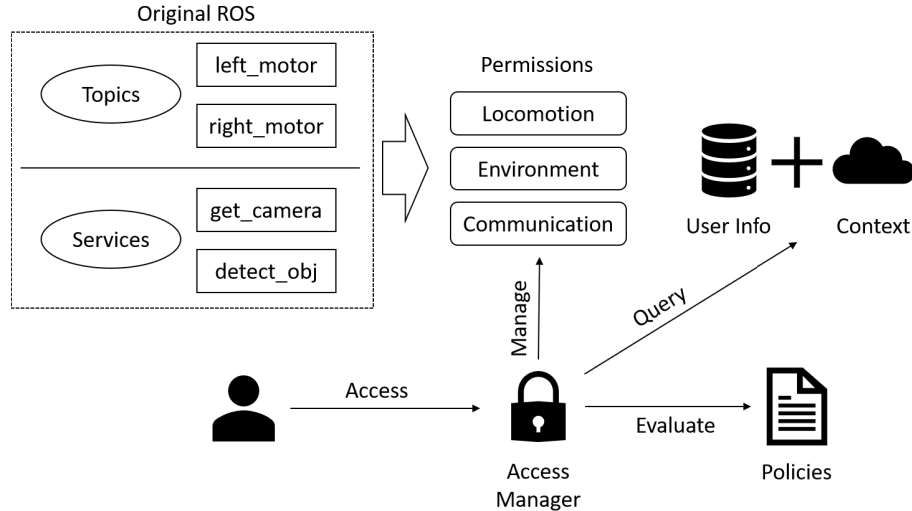 Original ROS
Topics
left_motor
right_motor
Services
get_camera
detect_obj
Permissions
Locomotion
Environment
Communication
User Info
Context
Manage
Query
Access
Evaluate
Access
Manager
Policies